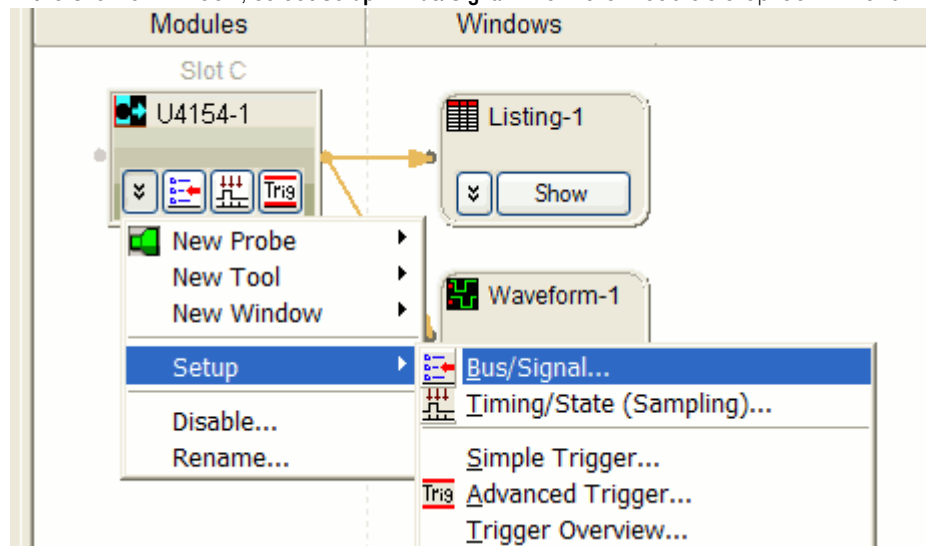 Modules Windows
Slot C
U4154-1
Listing-1
Trig
Show
New Probe
New Tool
New Window
Waveform-1
Setup
Bus/Signal...
Timing/State (Sampling)...
Disable...
Rename...
Simple Trigger...
Trig Advanced Trigger...
Trigger Overview...